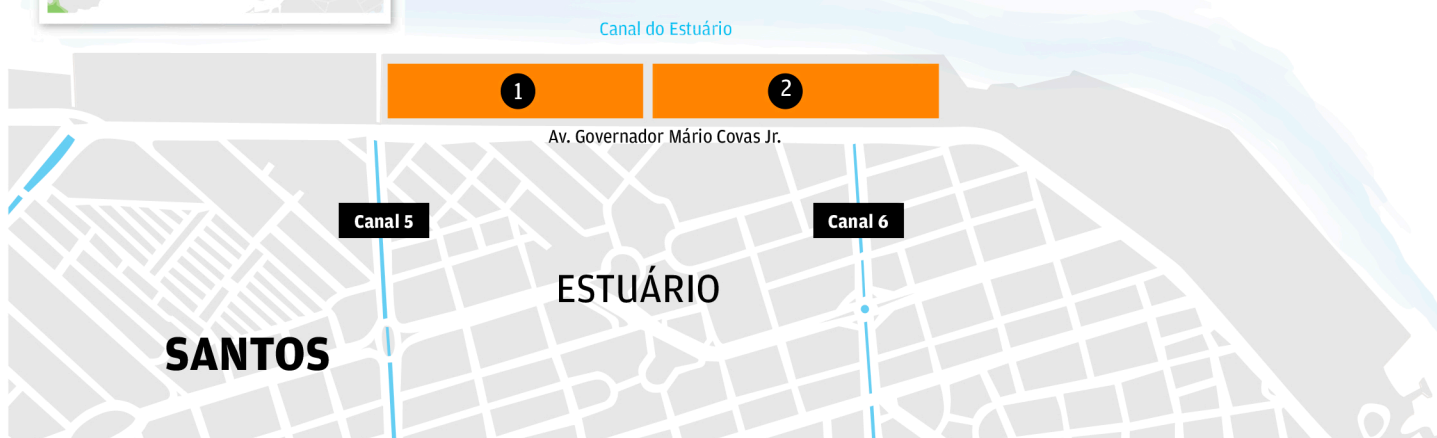 Canal do Estuário
1
2
Av. Governador Mário Covas Jr.
Canal 5
Canal 6
ESTUÁRIO
SANTOS